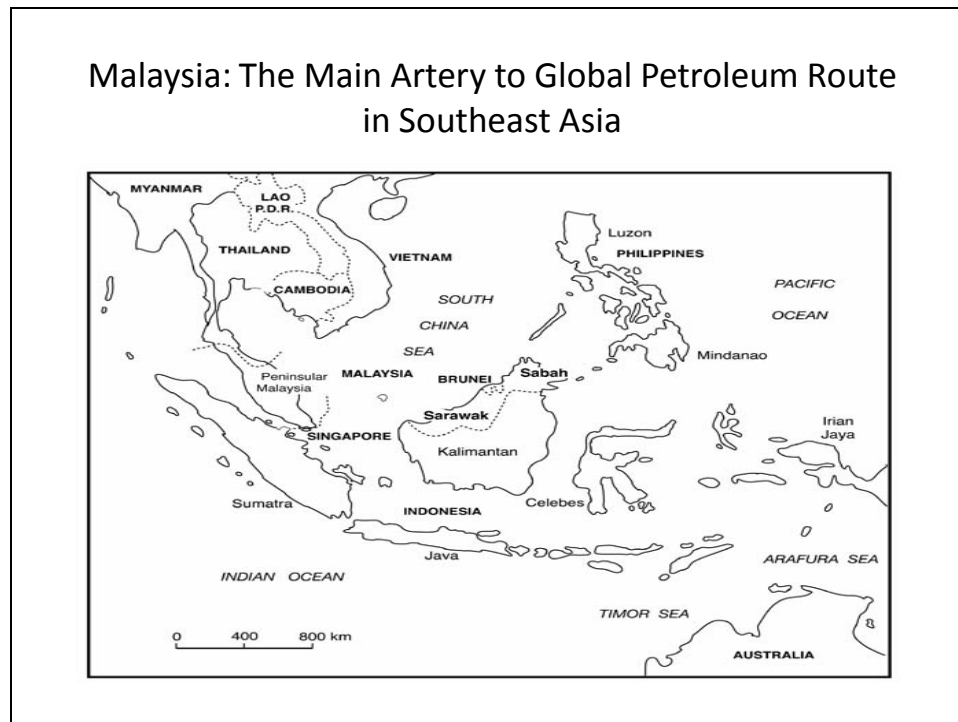 Malaysia: The Main Artery to Global Petroleum Route
in Southeast Asia
MYANMAR
LAO
P.D.R.
THAILAND
VIETNAM
CAMBODIA
Luzon
PHILIPPINES
SOUTH
CHINA
SEA
PACIFIC
OCEAN
Mindanao
Peninsular
Malaysia
MALAYSIA
BRUNEI
Sabah
Sarawak
SINGAPORE
Kalimantan
Irian
Jaya
Sumatra
INDONESIA
Celebes
Java
ARAFURA SEA
INDIAN OCEAN
TIMOR SEA
0 400 800 km
AUSTRALIA